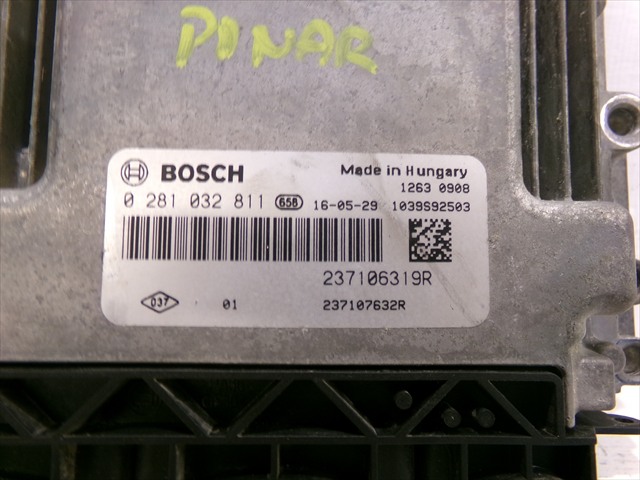 PINAR
BOSCH Made in Hungary
1263 0908
0 281 032 811 658 16-05-29 1039S92503
237106319R
037 01 237107632R